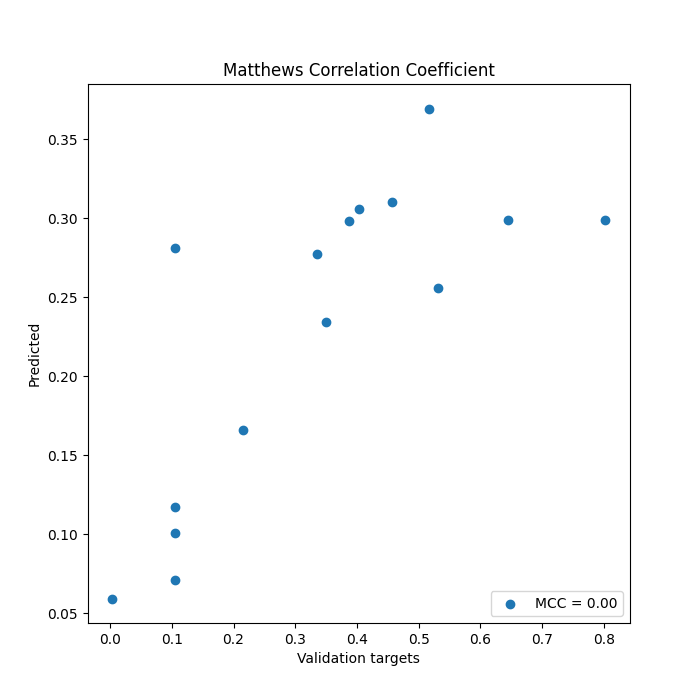 Matthews Correlation Coefficient
0.35
0.30
0.25
0.20
0.15
0.10
0.05
Predicted
MCC = 0.00
0.0 0.1 0.2 0.3 0.4 0.5 0.6 0.7 0.8
Validation targets